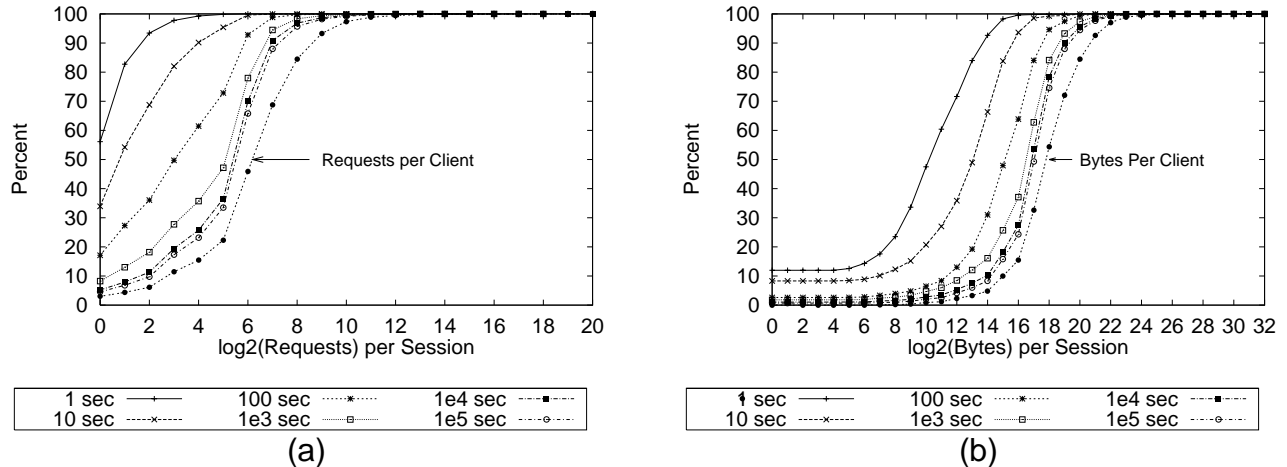 100
90
80
70
60
50
40
30
20
10
0
Percent
Requests per Client
0 2 4 6 8 10 12 14 16 18 20
log2(Requests) per Session
1 sec 100 sec 1e4 sec
10 sec 1e3 sec 1e5 sec
(a)
100
90
80
70
60
50
40
30
20
10
0
Percent
Bytes Per Client
0 2 4 6 8 10 12 14 16 18 20 22 24 26 28 30 32
log2(Bytes) per Session
1 sec 100 sec 1e4 sec
10 sec 1e3 sec 1e5 sec
(b)